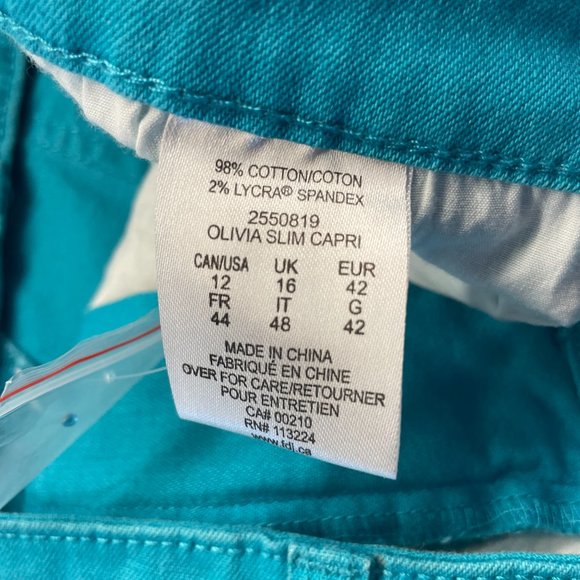 98% COTTON/COTON
2% LYCRA® SPANDEX
2550819
OLIVIA SLIM CAPRI
CAN/USA UK EUR
12 16 42
FR IT G
44 48 42
MADE IN CHINA
FABRIQUÉ EN CHINE
OVER FOR CARE/RETOURNER
POUR ENTRETIEN
CA# 00210
RN# 113224
www.fdj.ca